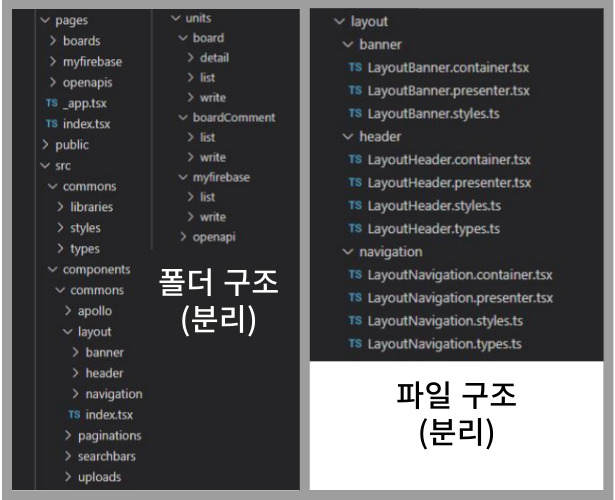 pages
boards
myfirebase
openapis
TS _app.tsx
TS index.tsx
public
src
commons
libraries
styles
types
components
commons
apollo
layout
banner
header
navigation
TS index.tsx
paginations
searchbars
uploads
units
board
detail
list
write
boardComment
list
write
myfirebase
list
write
openapi
폴더 구조
(분리)
layout
banner
TS LayoutBanner.container.tsx
TS LayoutBanner.presenter.tsx
TS LayoutBanner.styles.ts
header
TS LayoutHeader.container.tsx
TS LayoutHeader.presenter.tsx
TS LayoutHeader.styles.ts
TS LayoutHeader.types.ts
navigation
TS LayoutNavigation.container.tsx
TS LayoutNavigation.presenter.tsx
TS LayoutNavigation.styles.ts
TS LayoutNavigation.types.ts
파일 구조
(분리)